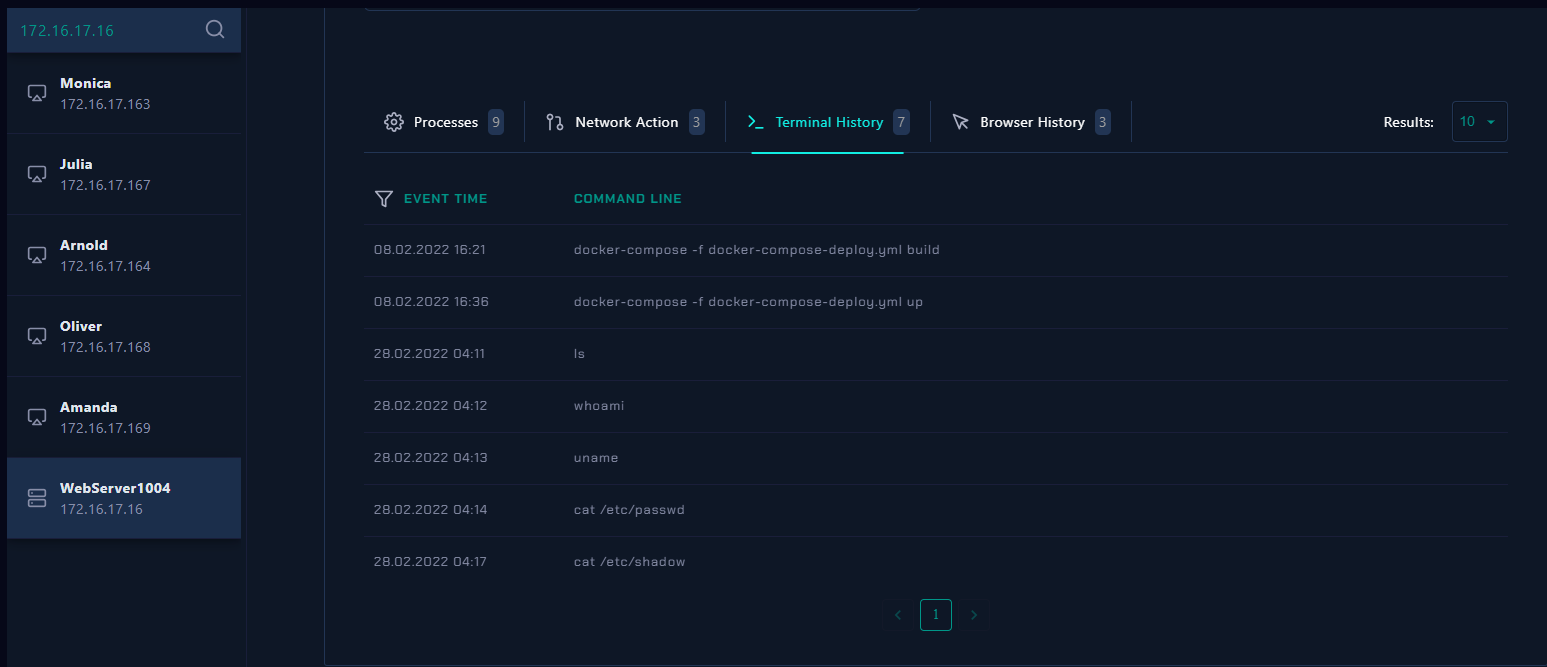 172.16.17.16
Monica
172.16.17.163
Julia
172.16.17.167
Arnold
172.16.17.164
Oliver
172.16.17.168
Amanda
172.16.17.169
WebServer1004
172.16.17.16
Processes 9 Network Action 3 Terminal History 7 Browser History 3 Results: 10
EVENT TIME COMMAND LINE
08.02.2022 16:21 docker-compose -f docker-compose-deploy.yml build
08.02.2022 16:36 docker-compose -f docker-compose-deploy.yml up
28.02.2022 04:11 ls
28.02.2022 04:12 whoami
28.02.2022 04:13 uname
28.02.2022 04:14 cat /etc/passwd
28.02.2022 04:17 cat /etc/shadow
1